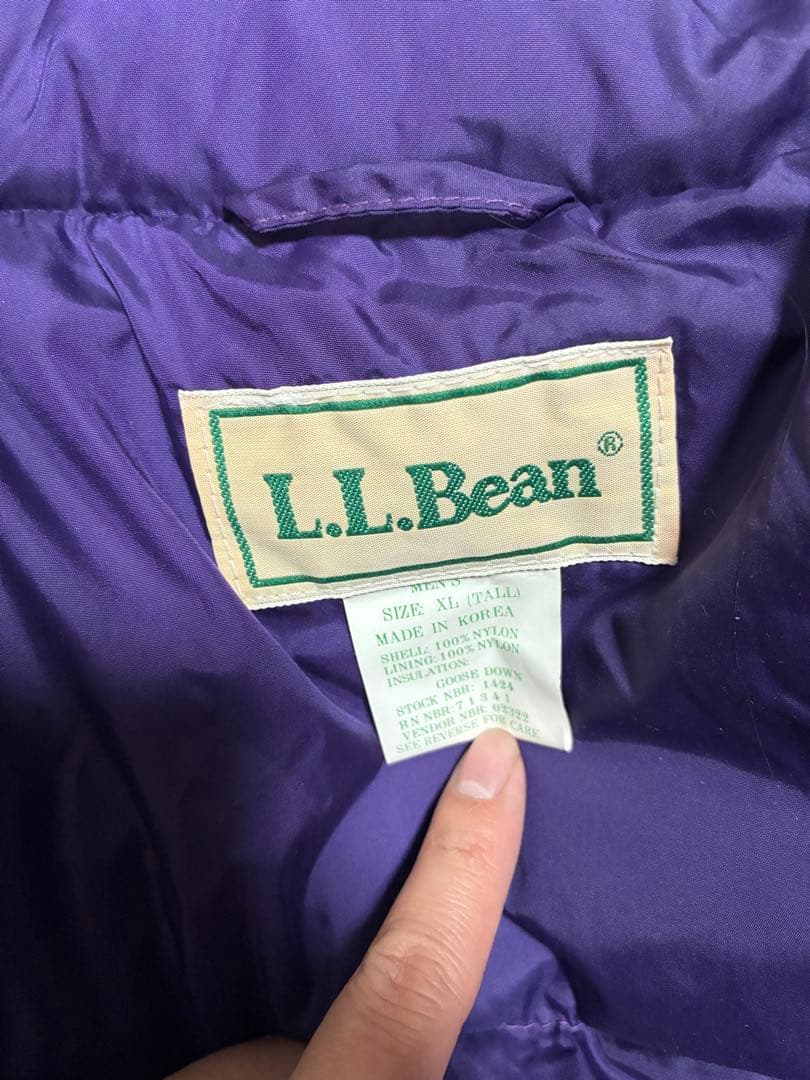 L.L.Bean®
MEN'S
SIZE: XL (TALL)
MADE IN KOREA
SHELL: 100% NYLON
LINING: 100% NYLON
INSULATION:
GOOSE DOWN
STOCK NBR: 1424
RN NBR: 71341
VENDOR NBR: 02322
SEE REVERSE FOR CARE